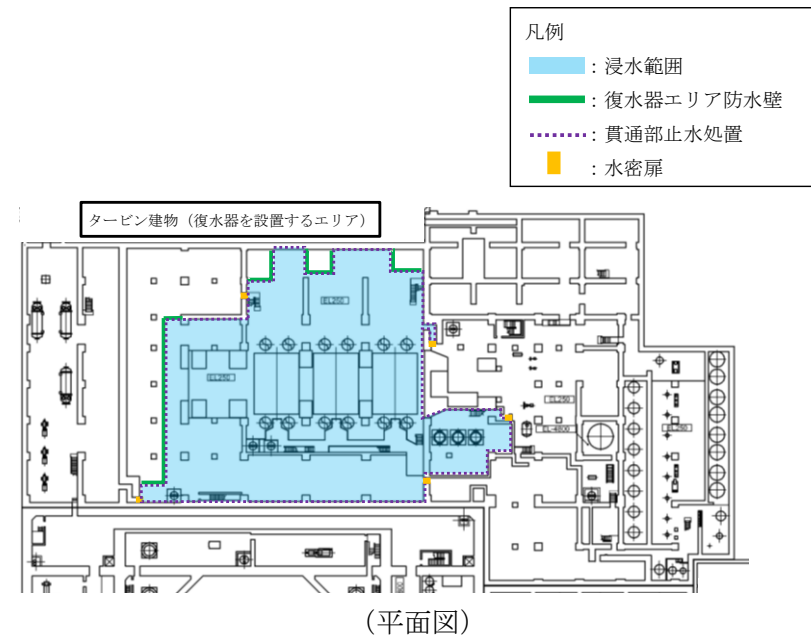 凡例
：浸水範囲
：復水器エリア防水壁
：貫通部止水処置
：水密扉
タービン建物（復水器を設置するエリア）
EL250
EL250
EL250
EL-4800
EL250
（平面図）